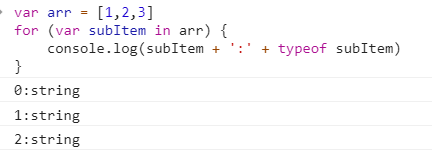 var arr = [1,2,3]
for (var subItem in arr) {
    console.log(subItem + ':' + typeof subItem)
}
0:string
1:string
2:string